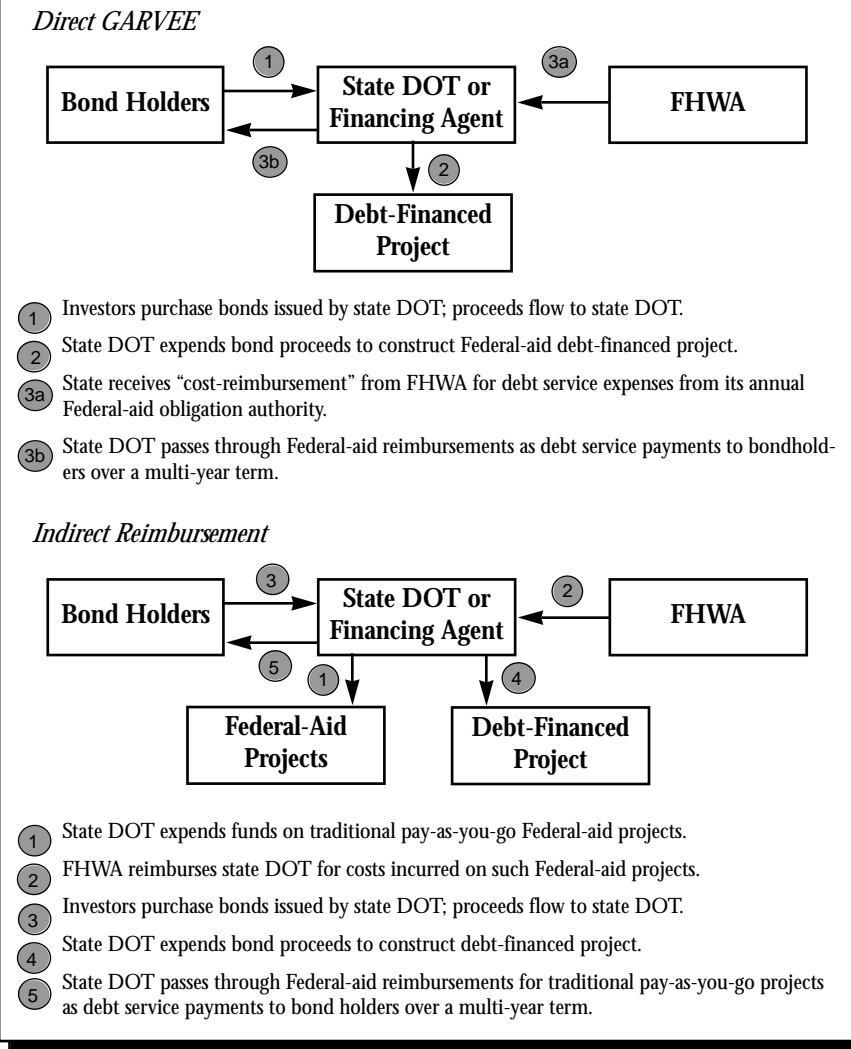 Direct GARVEE
1
3a
Bond Holders
State DOT or
Financing Agent
FHWA
3b
2
Debt-Financed
Project
1 Investors purchase bonds issued by state DOT; proceeds flow to state DOT.
2 State DOT expends bond proceeds to construct Federal-aid debt-financed project.
3a State receives “cost-reimbursement” from FHWA for debt service expenses from its annual
Federal-aid obligation authority.
3b State DOT passes through Federal-aid reimbursements as debt service payments to bondhold-
ers over a multi-year term.
Indirect Reimbursement
3
2
Bond Holders
State DOT or
Financing Agent
FHWA
5
1
4
Federal-Aid
Projects
Debt-Financed
Project
1 State DOT expends funds on traditional pay-as-you-go Federal-aid projects.
2 FHWA reimburses state DOT for costs incurred on such Federal-aid projects.
3 Investors purchase bonds issued by state DOT; proceeds flow to state DOT.
4 State DOT expends bond proceeds to construct debt-financed project.
5 State DOT passes through Federal-aid reimbursements for traditional pay-as-you-go projects
as debt service payments to bond holders over a multi-year term.